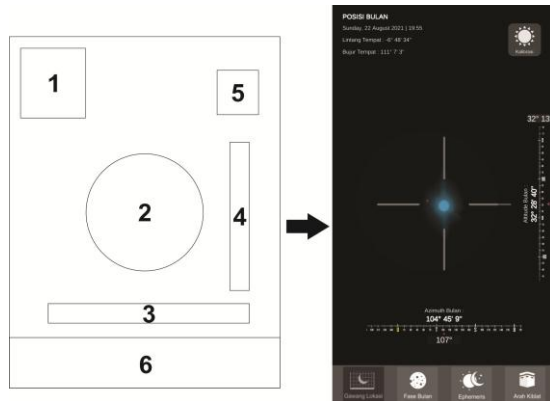 1
5
2
4
3
6
POSISI BULAN
Sunday, 22 August 2021 | 19:55
Lintang Tempat : -6° 48' 34"
Bujur Tempat : 111° 7' 3"
Kalibrasi
32° 13
Altitude Bulan :
32° 28' 40"
Azimuth Bulan :
104° 45' 9"
107°
Gawang Lokasi
Fase Bulan
Ephemeris
Arah Kiblat